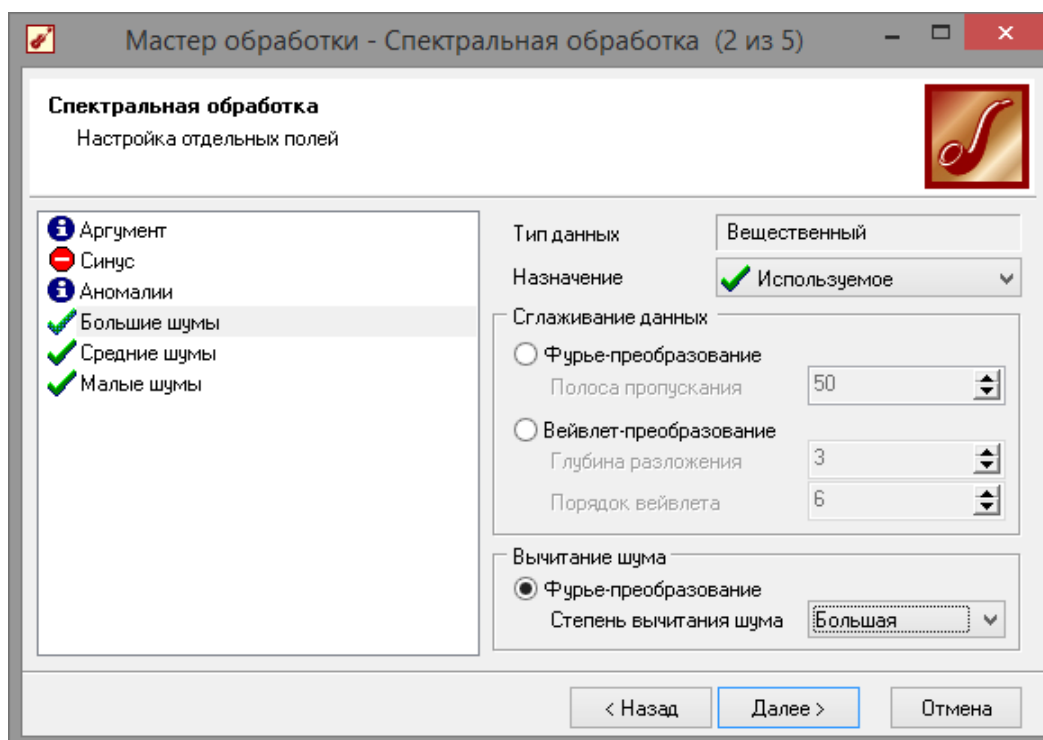 Мастер обработки - Спектральная обработка (2 из 5)
Спектральная обработка
Настройка отдельных полей
Аргумент
Синус
Аномалии
Большие шумы
Средние шумы
Малые шумы
Тип данных
Вещественный
Назначение
Используемое
Сглаживание данных
Фурье-преобразование
Полоса пропускания
50
Вейвлет-преобразование
Глубина разложения
3
Порядок вейвлета
6
Вычитание шума
Фурье-преобразование
Степень вычитания шума
Большая
< Назад
Далее >
Отмена